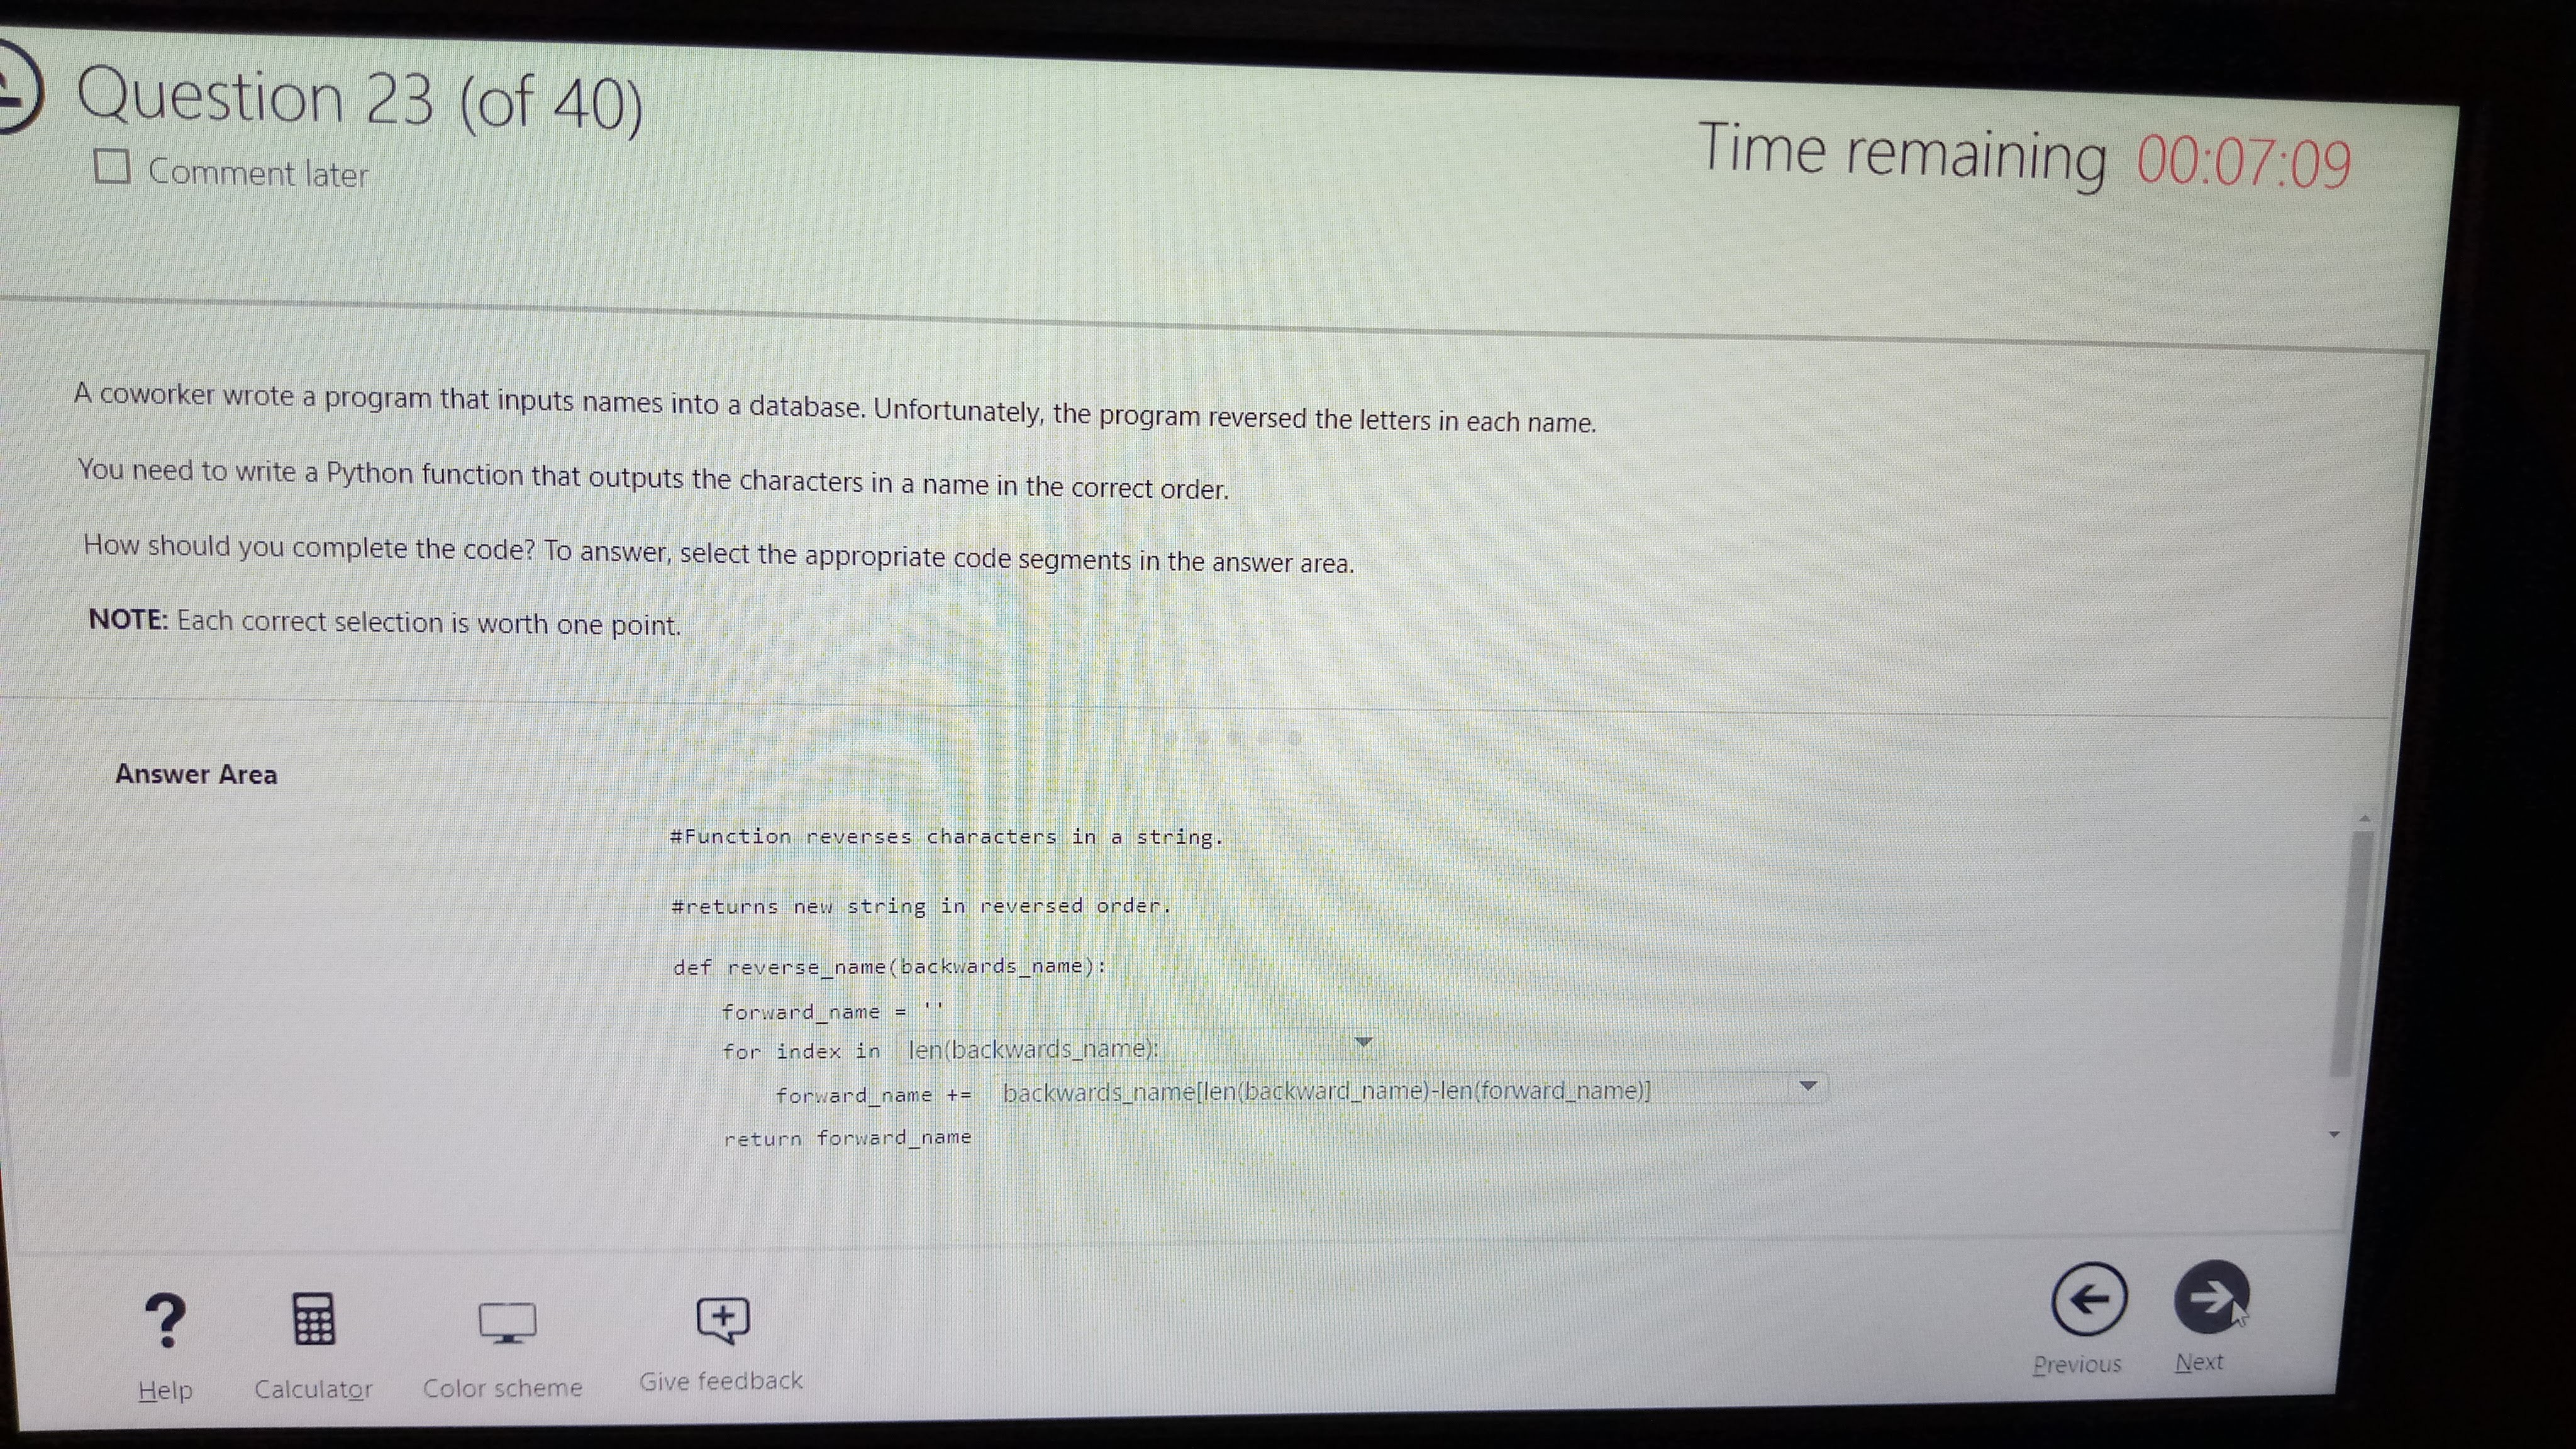 Question 23 (of 40)
Comment later
Time remaining 00:07:09
A coworker wrote a program that inputs names into a database. Unfortunately, the program reversed the letters in each name.
You need to write a Python function that outputs the characters in a name in the correct order.
How should you complete the code? To answer, select the appropriate code segments in the answer area.
NOTE: Each correct selection is worth one point.
Answer Area
#Function reverses characters in a string.
#returns new string in reversed order.
def reverse_name(backwards_name):
forward_name = ''
for index in len(backwards_name):
forward_name += backwards_name[len(backward_name)-len(forward_name)]
return forward_name
Help
Calculator
Color scheme
Give feedback
Previous
Next